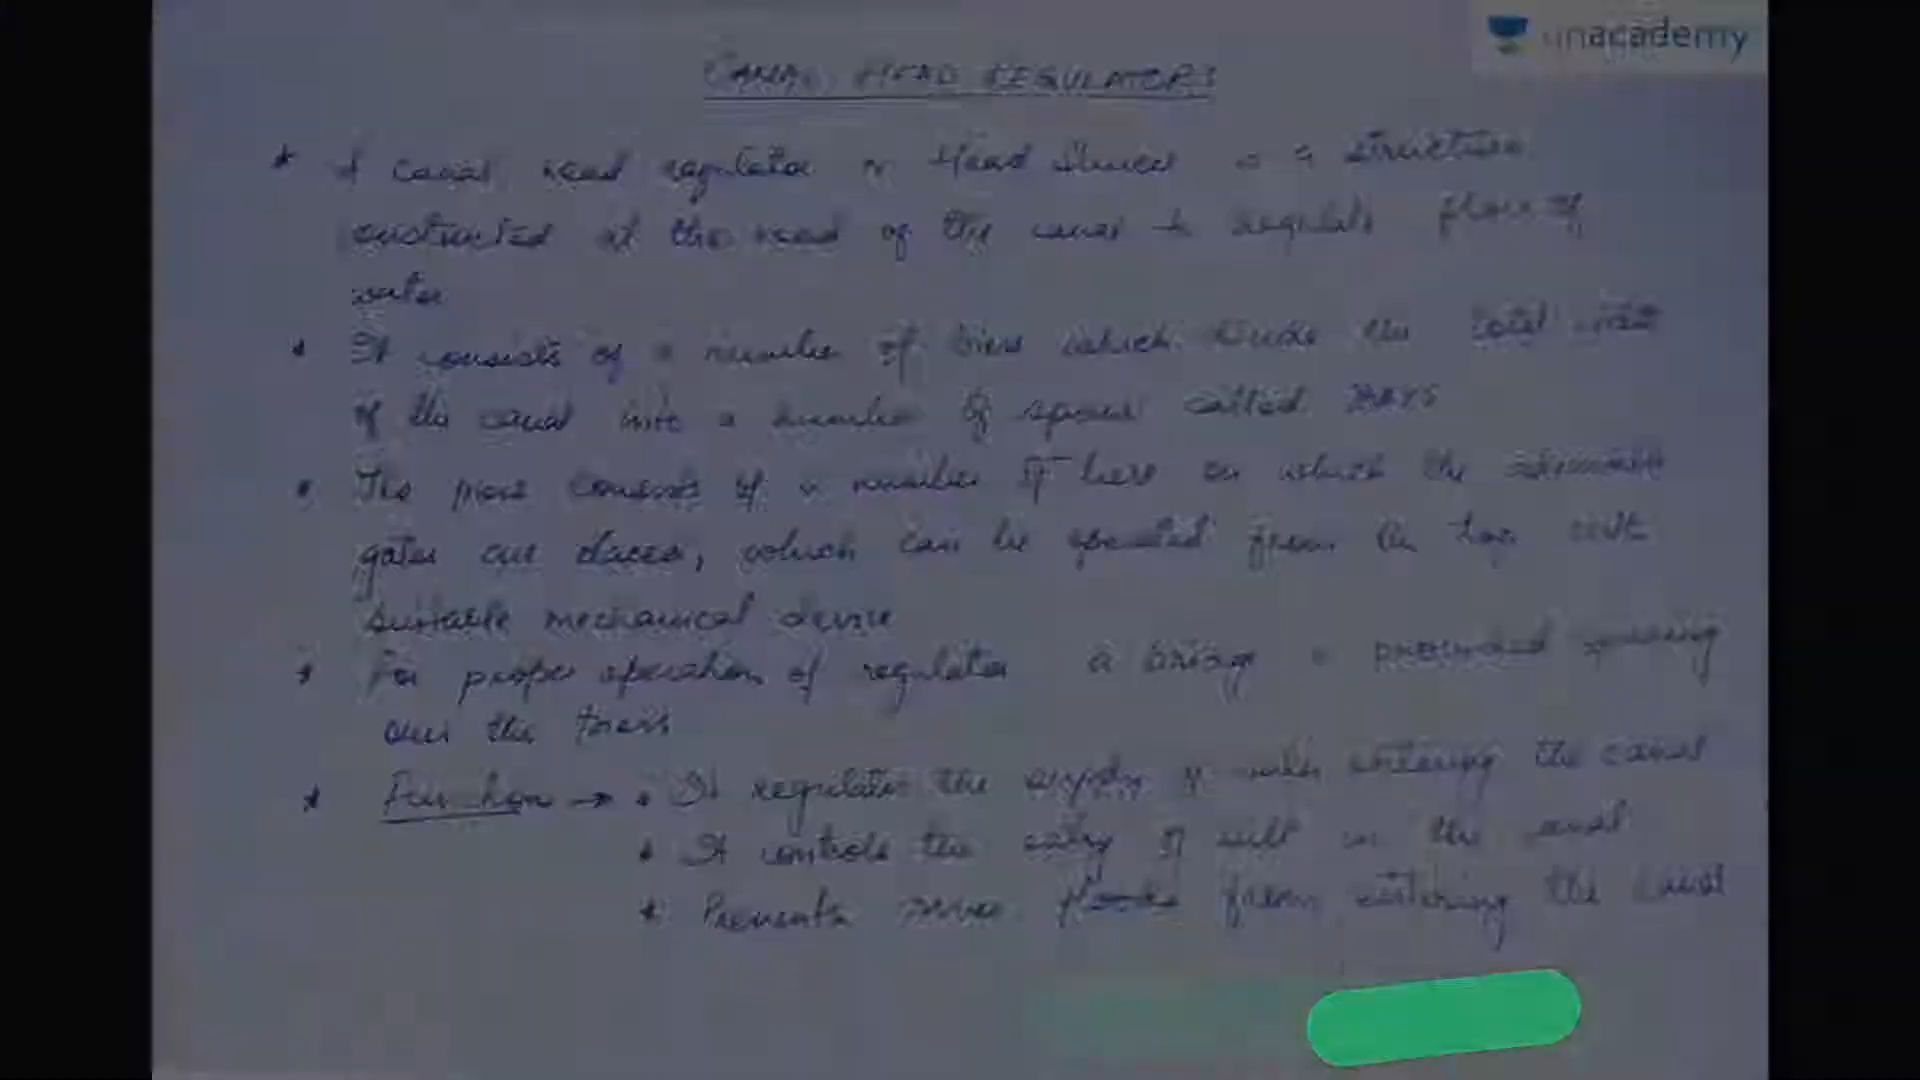 unacademy
CANAL HEAD REGULATORS
* A canal head regulator or Head sluice is a structure
constructed at the head of the canal to regulate flow of
water
* It consists of a number of piers which divide the total width
of the canal into a number of spans called BAYS
* The piers consists of a number of tiers on which the
gates are placed, which can be operated from the top with
suitable mechanical device
* For proper operation of regulator a bridge is provided spanning
over the piers
* Function → * It regulates the supply of water entering the canal
* It controls the entry of silt in the canal
* Prevents river floods from entering the canal